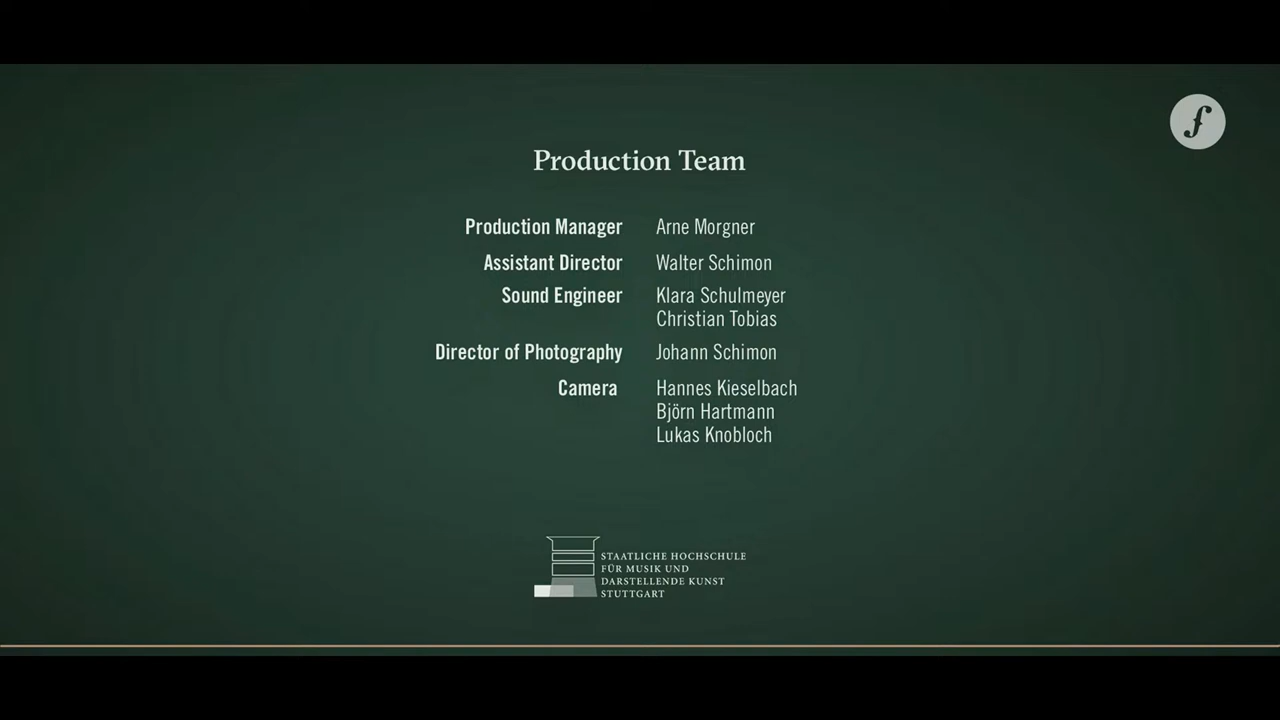 f
Production Team
Production Manager Arne Morgner
Assistant Director Walter Schimon
Sound Engineer Klara Schulmeyer
Christian Tobias
Director of Photography Johann Schimon
Camera Hannes Kieselbach
Björn Hartmann
Lukas Knobloch
STAATLICHE HOCHSCHULE
FÜR MUSIK UND
DARSTELLENDE KUNST
STUTTGART